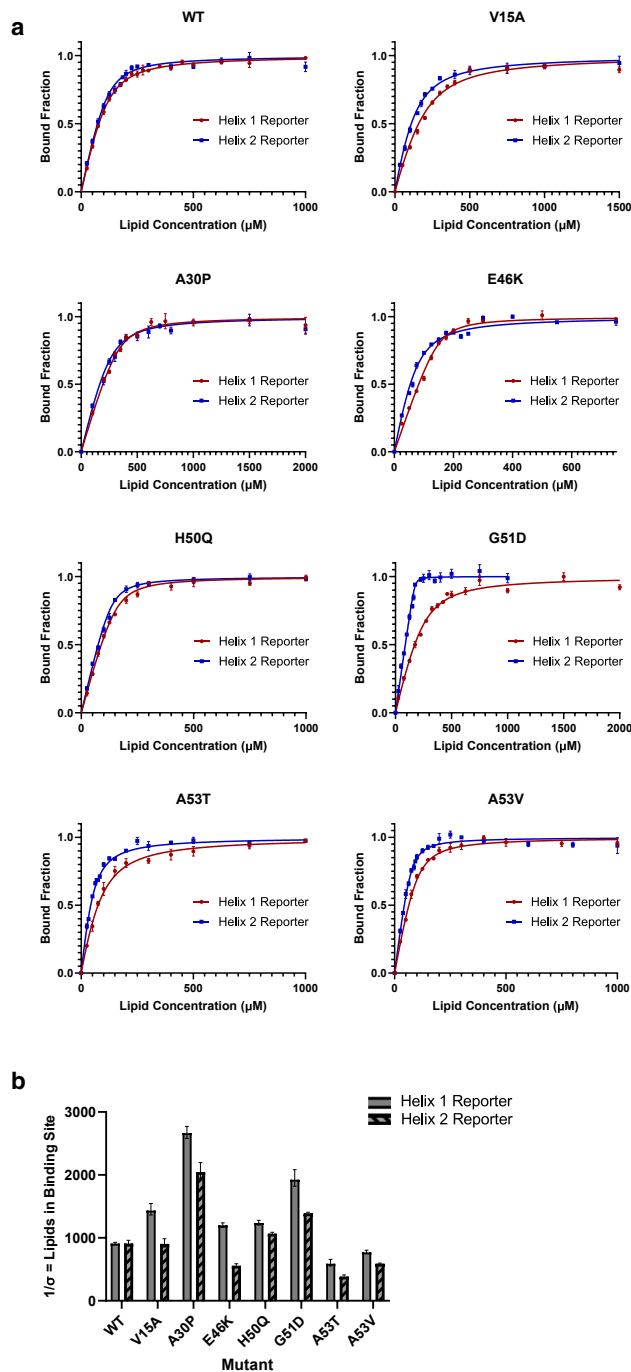 a
WT
Bound Fraction
1.0
0.5
0.0
0
500
1000
Lipid Concentration (µM)
Helix 1 Reporter
Helix 2 Reporter
V15A
Bound Fraction
1.0
0.5
0.0
0
500
1000
1500
Lipid Concentration (µM)
Helix 1 Reporter
Helix 2 Reporter
A30P
Bound Fraction
1.0
0.5
0.0
0
500
1000
1500
2000
Lipid Concentration (µM)
Helix 1 Reporter
Helix 2 Reporter
E46K
Bound Fraction
1.0
0.5
0.0
0
200
400
600
Lipid Concentration (µM)
Helix 1 Reporter
Helix 2 Reporter
H50Q
Bound Fraction
1.0
0.5
0.0
0
500
1000
Lipid Concentration (µM)
Helix 1 Reporter
Helix 2 Reporter
G51D
Bound Fraction
1.0
0.5
0.0
0
500
1000
1500
2000
Lipid Concentration (µM)
Helix 1 Reporter
Helix 2 Reporter
A53T
Bound Fraction
1.0
0.5
0.0
0
500
1000
Lipid Concentration (µM)
Helix 1 Reporter
Helix 2 Reporter
A53V
Bound Fraction
1.0
0.5
0.0
0
500
1000
Lipid Concentration (µM)
Helix 1 Reporter
Helix 2 Reporter
b
Helix 1 Reporter
Helix 2 Reporter
1/σ = Lipids in Binding Site
3000
2000
1000
0
WT
V15A
A30P
E46K
H50Q
G51D
A53T
A53V
Mutant